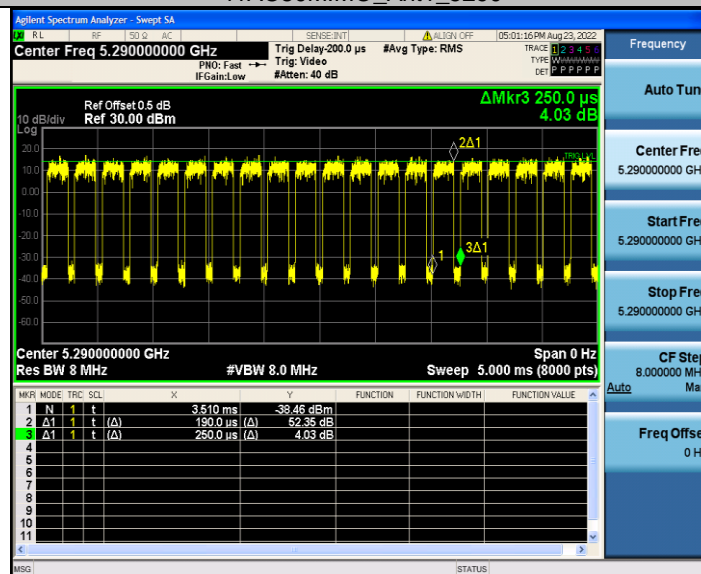 Agilent Spectrum Analyzer - Swept SA
RL RF 50 Ω AC SENSE:INT ALIGN OFF 05:01:16 PM Aug 23, 2022
Center Freq 5.290000000 GHz
PNO: Fast
IFGain:Low
Trig Delay-200.0 µs
Trig: Video
#Atten: 40 dB
#Avg Type: RMS
TRACE 1 2 3 4 5 6
TYPE W
DET P P P P P P
Ref Offset 0.5 dB
10 dB/div Ref 30.00 dBm
Log
ΔMkr3 250.0 µs
4.03 dB
20.0
10.0
0.00
-10.0
-20.0
-30.0
-40.0
-50.0
-60.0
2Δ1
TRIG LVL
1
3Δ1
Center 5.290000000 GHz Span 0 Hz
Res BW 8 MHz #VBW 8.0 MHz Sweep 5.000 ms (8000 pts)
MKR MODE TRC SCL X Y FUNCTION FUNCTION WIDTH FUNCTION VALUE
1 N 1 t 3.510 ms -38.46 dBm
2 Δ1 1 t (Δ) 190.0 µs (Δ) 52.35 dB
3 Δ1 1 t (Δ) 250.0 µs (Δ) 4.03 dB
4
5
6
7
8
9
10
11
MSG STATUS
Frequency
Auto Tun
Center Fre
5.290000000 GH
Start Fre
5.290000000 GH
Stop Fre
5.290000000 GH
CF Step
8.000000 MH
Auto Ma
Freq Offse
0 H